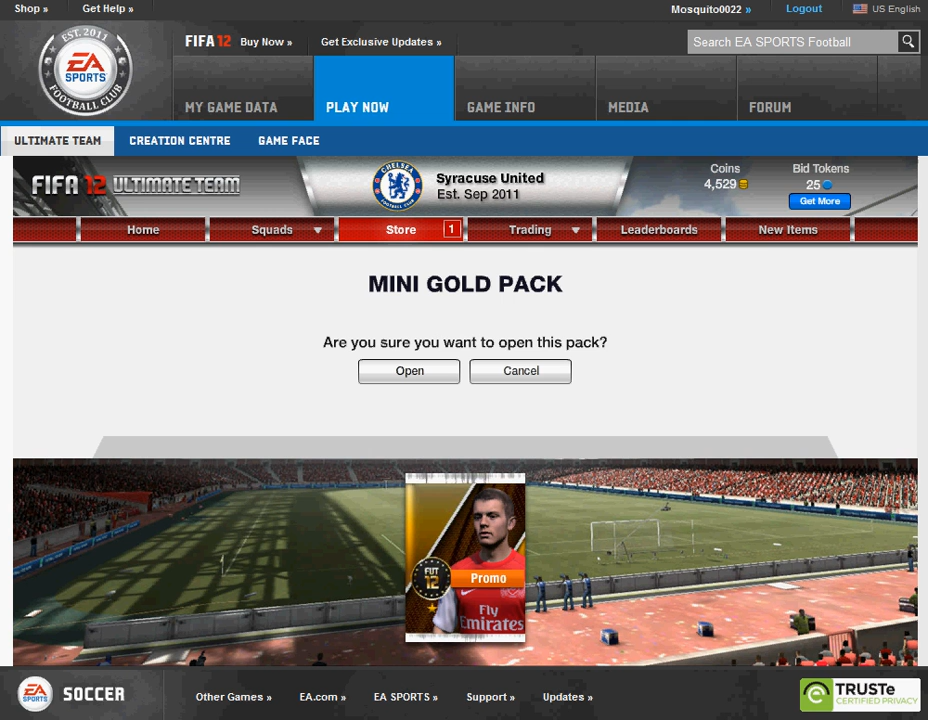 Shop »
Get Help »
Mosquito0022 »
Logout
US English
EST. 2011
EA SPORTS
FOOTBALL CLUB
FIFA 12 Buy Now »
Get Exclusive Updates »
Search EA SPORTS Football
MY GAME DATA
PLAY NOW
GAME INFO
MEDIA
FORUM
ULTIMATE TEAM
CREATION CENTRE
GAME FACE
FIFA 12 ULTIMATE TEAM
CHELSEA
FOOTBALL CLUB
Syracuse United
Est. Sep 2011
Coins
4,529
Bid Tokens
25
Get More
Home
Squads
Store 1
Trading
Leaderboards
New Items
MINI GOLD PACK
Are you sure you want to open this pack?
Open
Cancel
FUT
12
Promo
Fly
Emirates
EA SPORTS
SOCCER
Other Games »
EA.com »
EA SPORTS »
Support »
Updates »
TRUSTe
CERTIFIED PRIVACY